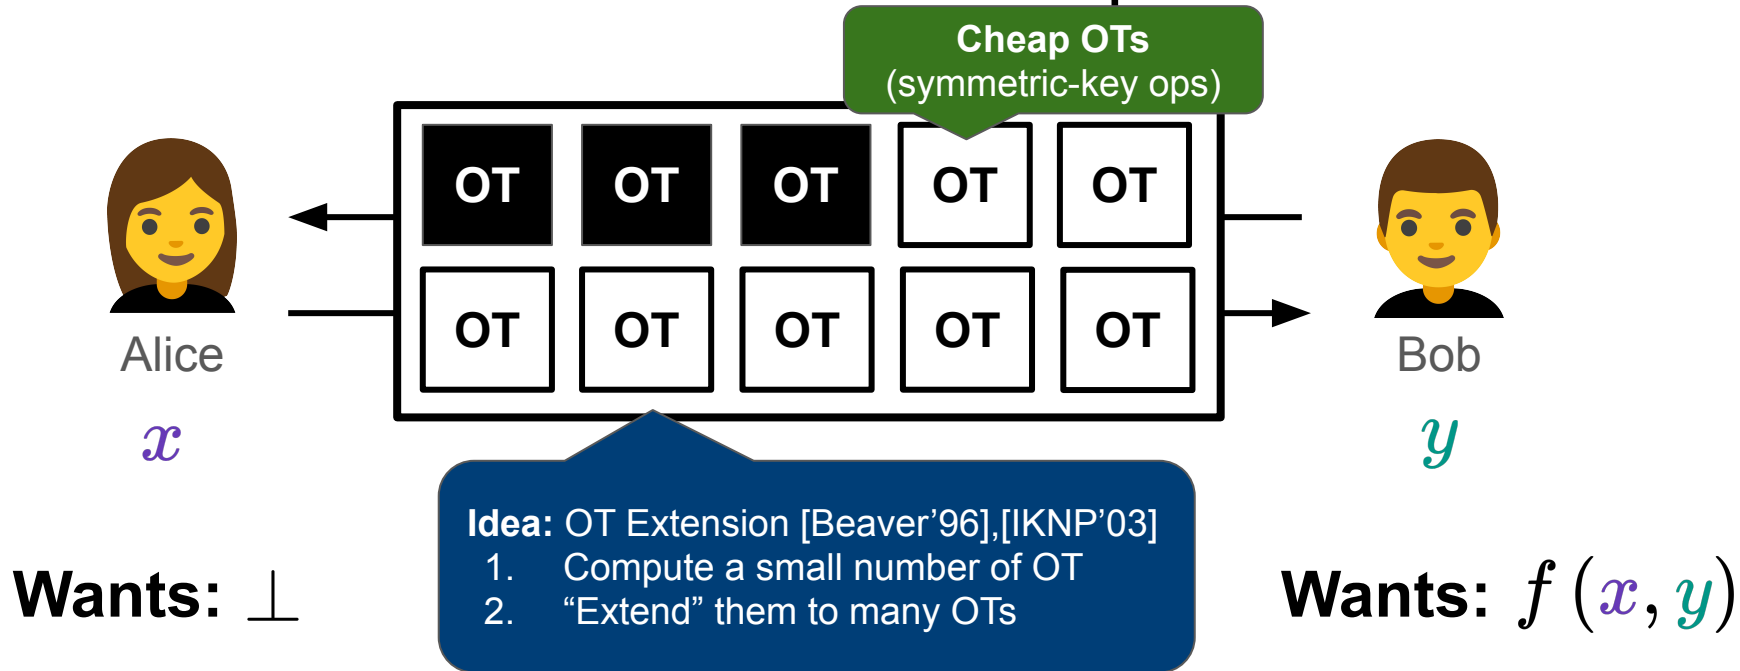 Cheap OTs
(symmetric-key ops)
OT OT OT OT OT
OT OT OT OT OT
Alice
Bob
x
y
Idea: OT Extension [Beaver’96],[IKNP’03]
1. Compute a small number of OT
2. “Extend” them to many OTs
Wants: ⊥
Wants: f (x, y)